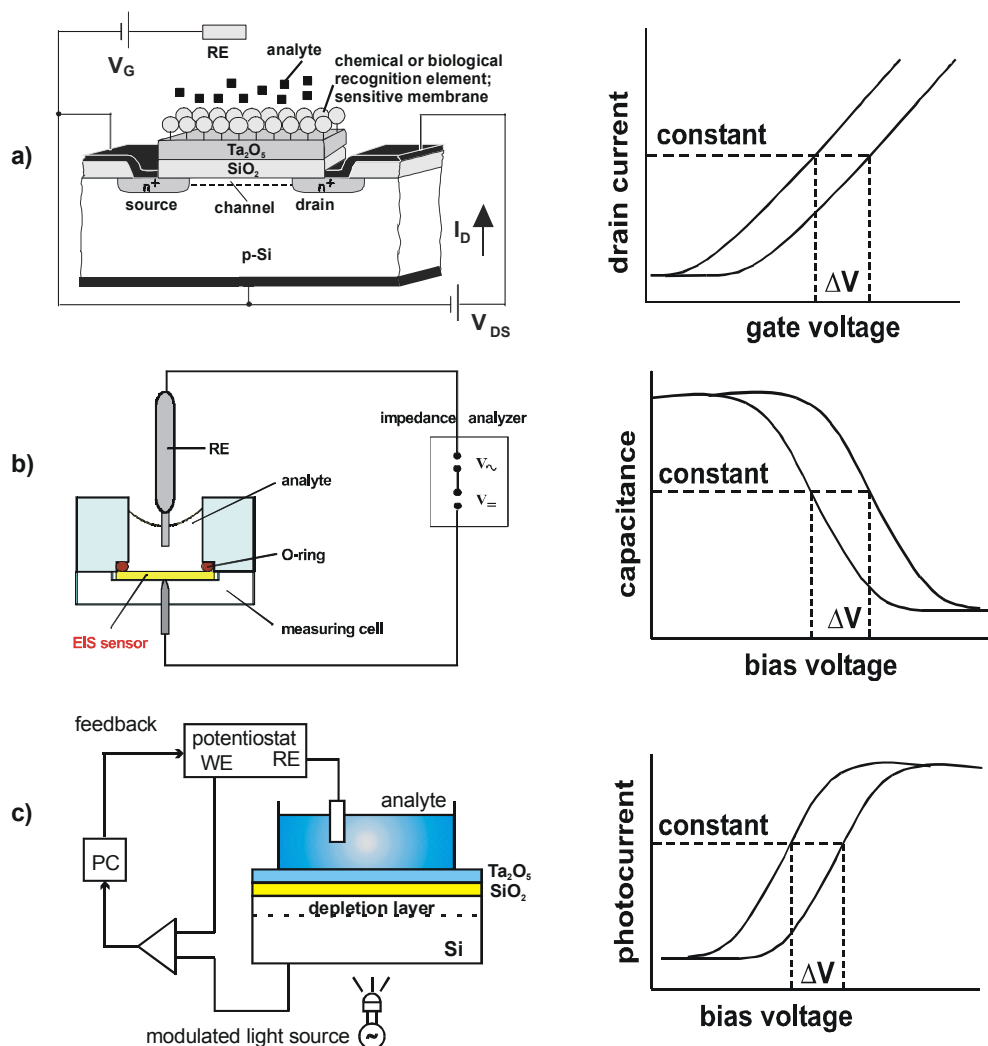 a)
V_G
RE
analyte
chemical or biological
recognition element;
sensitive membrane
Ta₂O₅
SiO₂
n⁺
n⁺
source
channel
drain
p-Si
I_D
V_DS
drain current
constant
ΔV
gate voltage
b)
RE
analyte
O-ring
EIS sensor
measuring cell
impedance analyzer
V~
V=
capacitance
constant
ΔV
bias voltage
c)
feedback
potentiostat
WE
RE
PC
analyte
Ta₂O₅
SiO₂
depletion layer
Si
modulated light source
~
photocurrent
constant
ΔV
bias voltage